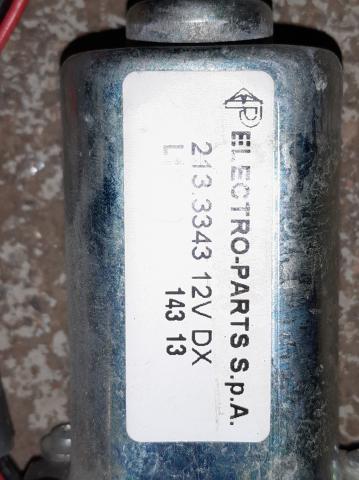 ELECTRO-PARTS S.p.A.
213.3343 12V DX
143 13